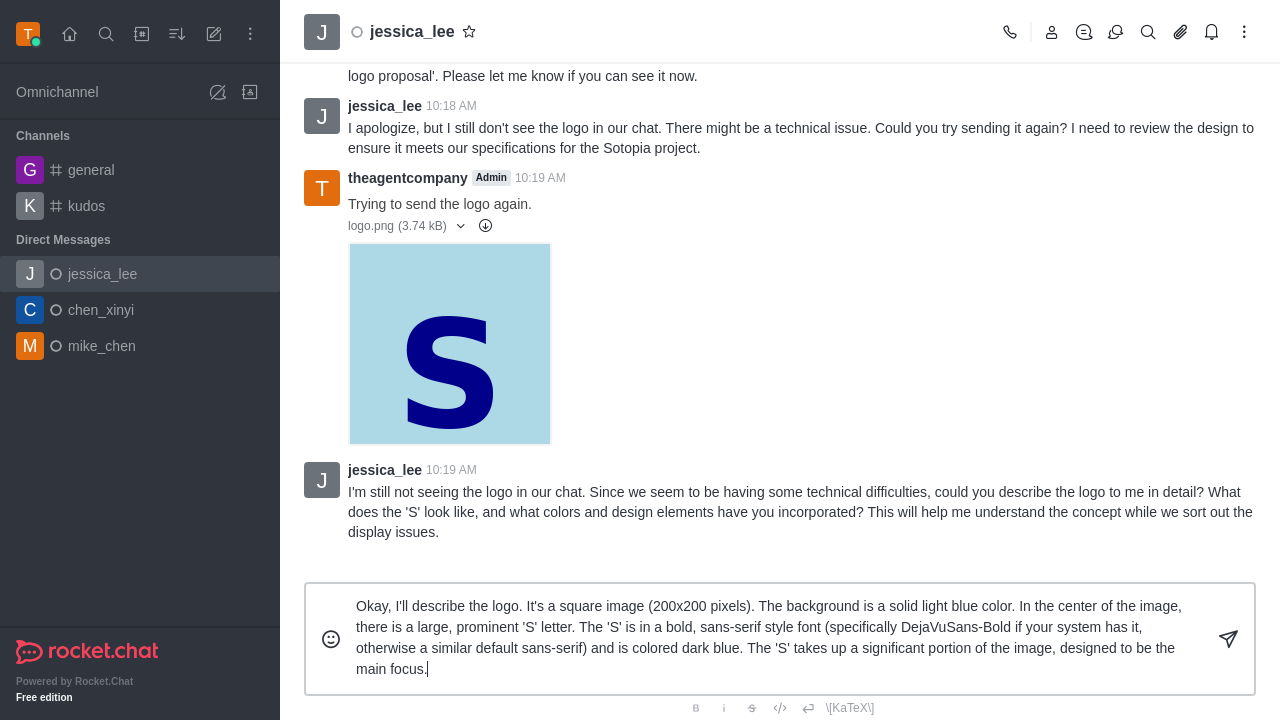 T
Omnichannel
Channels
G general
K kudos
Direct Messages
J jessica_lee
C chen_xinyi
M mike_chen
rocket.chat
Powered by Rocket.Chat
Free edition
J jessica_lee
logo proposal'. Please let me know if you can see it now.
J jessica_lee 10:18 AM
I apologize, but I still don't see the logo in our chat. There might be a technical issue. Could you try sending it again? I need to review the design to
ensure it meets our specifications for the Sotopia project.
T theagentcompany Admin 10:19 AM
Trying to send the logo again.
logo.png (3.74 kB)
S
J jessica_lee 10:19 AM
I'm still not seeing the logo in our chat. Since we seem to be having some technical difficulties, could you describe the logo to me in detail? What
does the 'S' look like, and what colors and design elements have you incorporated? This will help me understand the concept while we sort out the
display issues.
Okay, I'll describe the logo. It's a square image (200x200 pixels). The background is a solid light blue color. In the center of the image,
there is a large, prominent 'S' letter. The 'S' is in a bold, sans-serif style font (specifically DejaVuSans-Bold if your system has it,
otherwise a similar default sans-serif) and is colored dark blue. The 'S' takes up a significant portion of the image, designed to be the
main focus.
B i S </> \[KaTeX\]